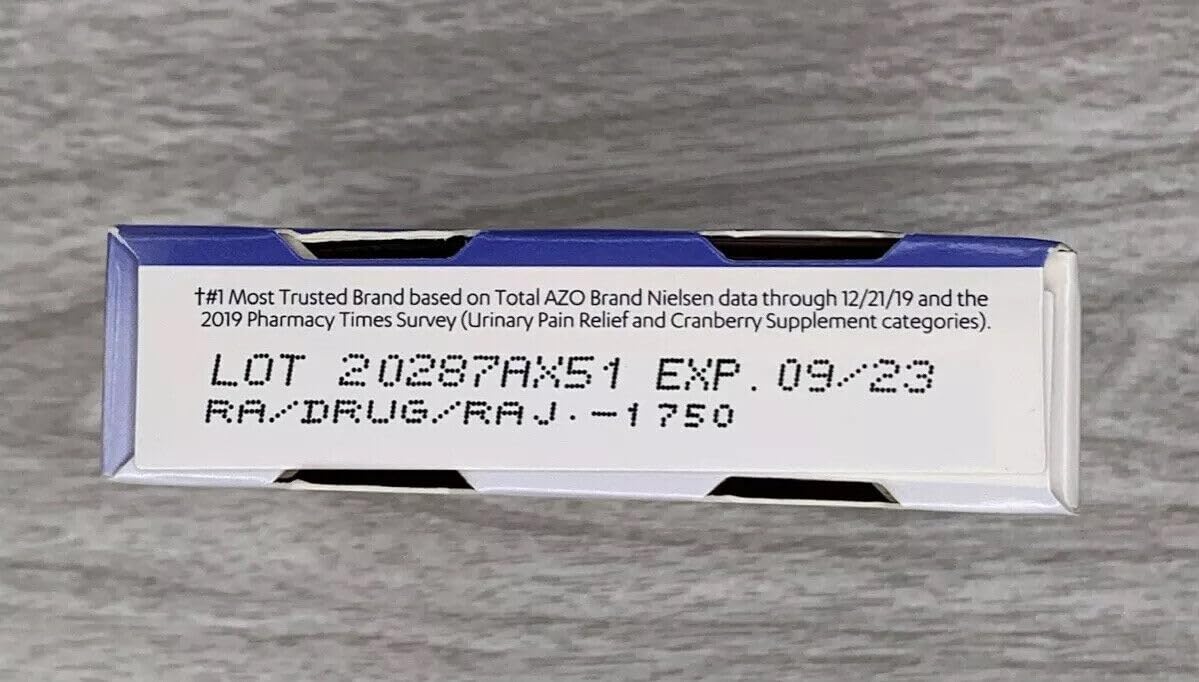 †#1 Most Trusted Brand based on Total AZO Brand Nielsen data through 12/21/19 and the
2019 Pharmacy Times Survey (Urinary Pain Relief and Cranberry Supplement categories).
LOT 20287AX51 EXP. 09/23
RA/DRUG/RAJ.-1750